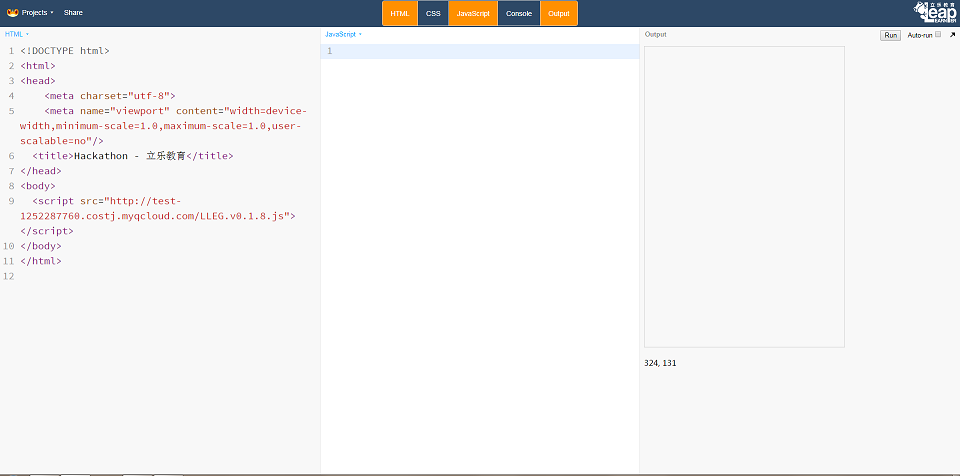 Projects Share HTML CSS JavaScript Console Output 立乐教育
Leap
LEARNER
HTML JavaScript Output Run Auto-run
1 <!DOCTYPE html>
2 <html>
3 <head>
4 <meta charset="utf-8">
5 <meta name="viewport" content="width=device-
width,minimum-scale=1.0,maximum-scale=1.0,user-
scalable=no"/>
6 <title>Hackathon - 立乐教育</title>
7 </head>
8 <body>
9 <script src="http://test-
1252287760.costj.myqcloud.com/LLEG.v0.1.8.js">
</script>
10 </body>
11 </html>
12
1
324, 131